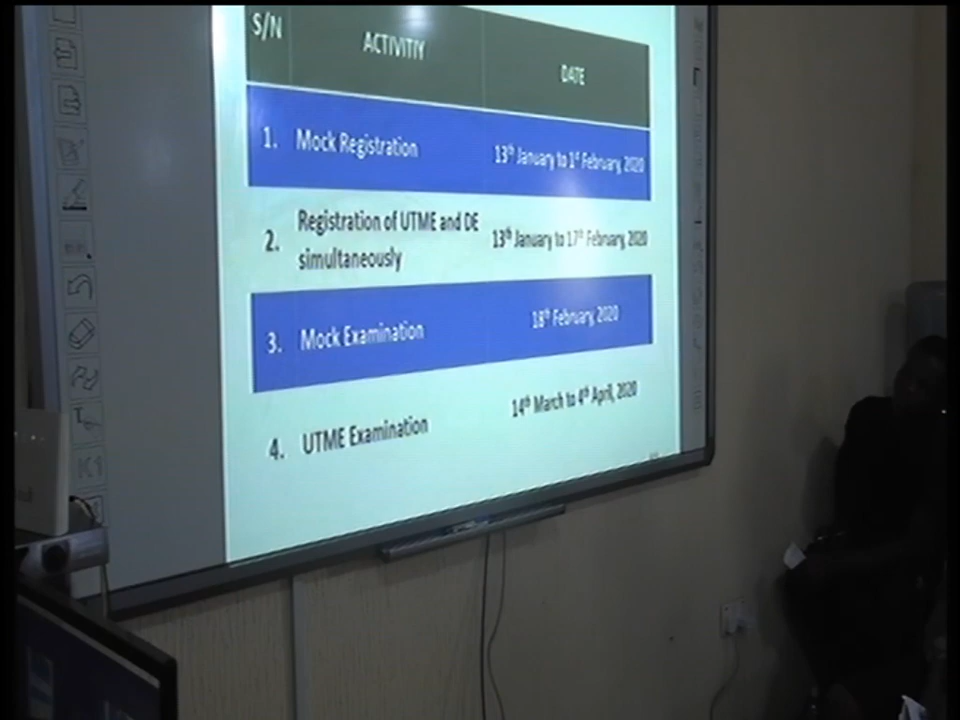 S/N ACTIVITIY DATE
1. Mock Registration 13th January to 1st February, 2020
2. Registration of UTME and DE simultaneously 13th January to 17th February, 2020
3. Mock Examination 18th February, 2020
4. UTME Examination 14th March to 4th April, 2020